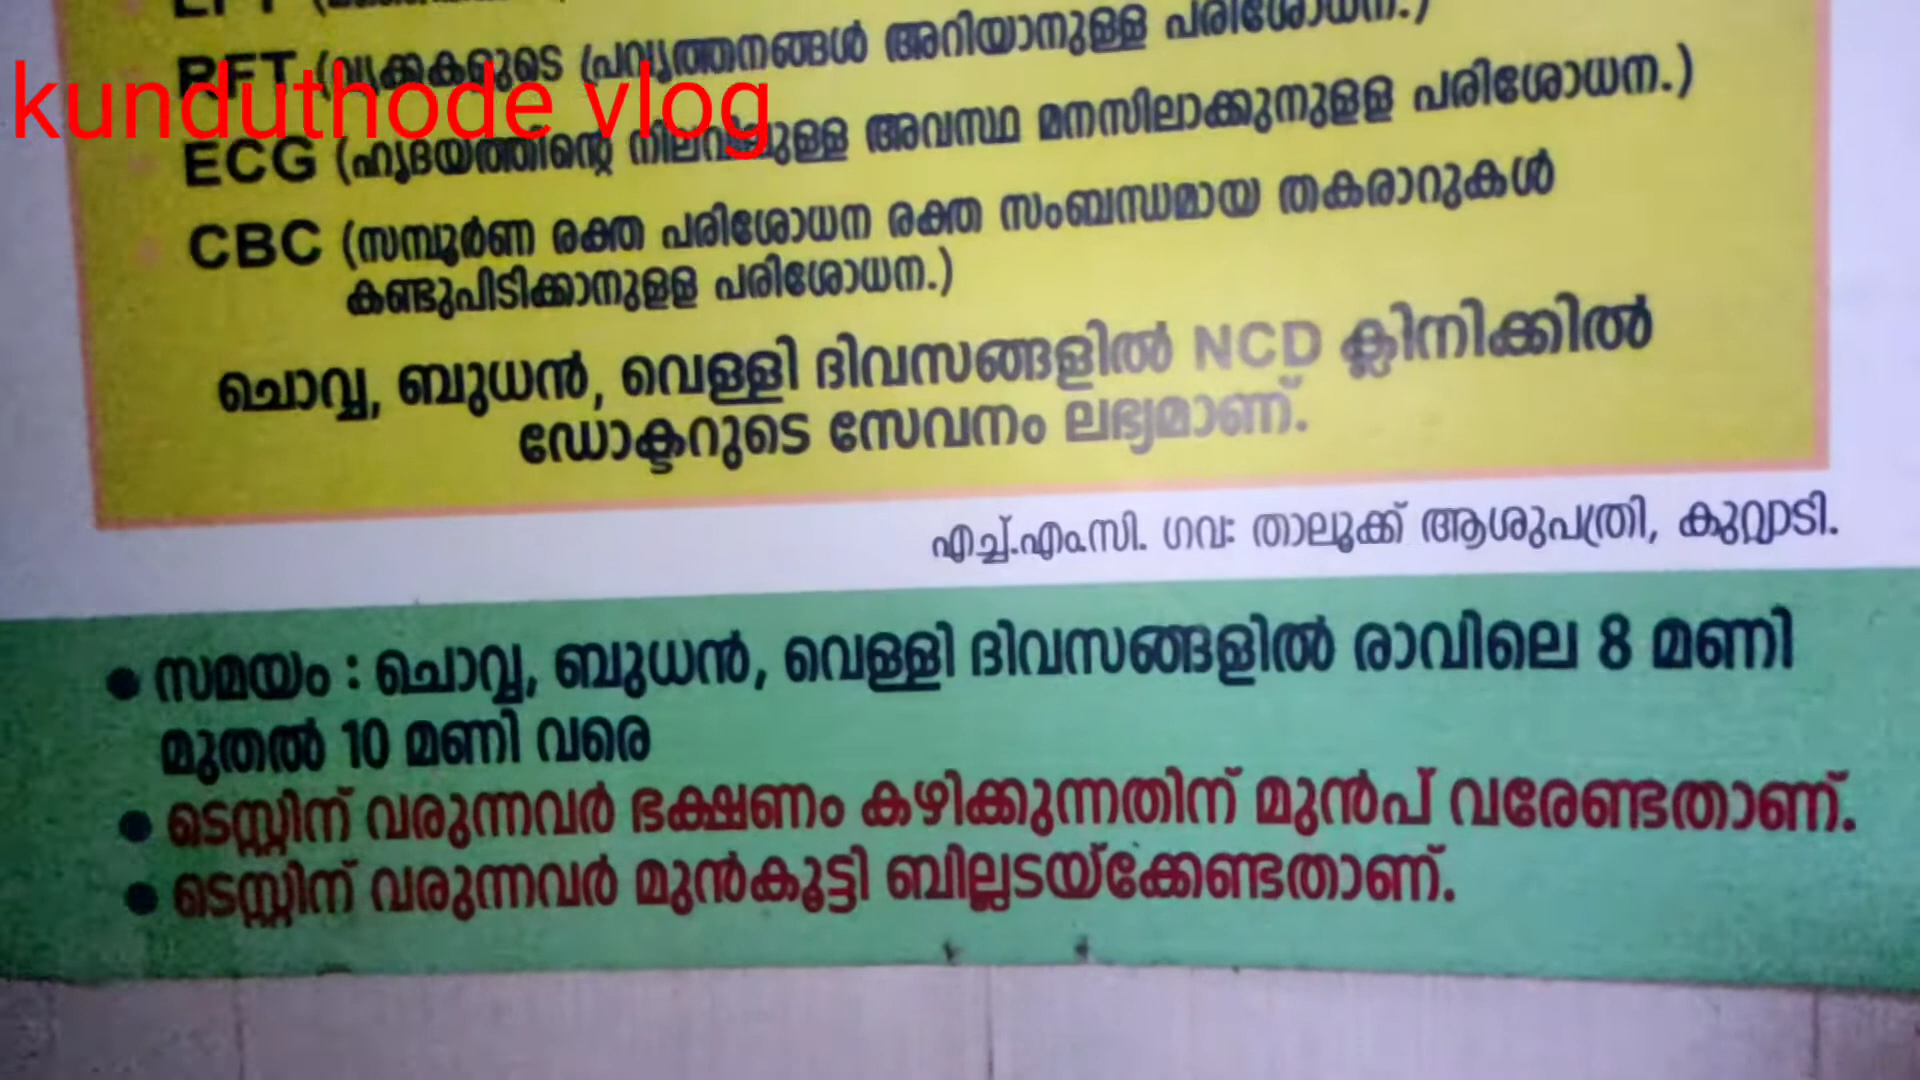 RFT (വൃക്കകളുടെ പ്രവൃത്തനങ്ങൾ അറിയാനുള്ള പരിശോധന.)
kunduthode vlog
ECG (ഹൃദയത്തിന്റെ നിലവിലുള്ള അവസ്ഥ മനസിലാക്കുനുളള പരിശോധന.)
CBC (സമ്പൂർണ രക്ത പരിശോധന രക്ത സംബന്ധമായ തകരാറുകൾ
കണ്ടുപിടിക്കാനുളള പരിശോധന.)
ചൊവ്വ, ബുധൻ, വെള്ളി ദിവസങ്ങളിൽ NCD ക്ലിനിക്കിൽ
ഡോക്ടറുടെ സേവനം ലഭ്യമാണ്.
എച്ച്.എം.സി. ഗവഃ താലൂക്ക് ആശുപത്രി, കുറ്റ്യാടി.
• സമയം : ചൊവ്വ, ബുധൻ, വെള്ളി ദിവസങ്ങളിൽ രാവിലെ 8 മണി
മുതൽ 10 മണി വരെ
• ടെസ്റ്റിന് വരുന്നവർ ഭക്ഷണം കഴിക്കുന്നതിന് മുൻപ് വരേണ്ടതാണ്.
• ടെസ്റ്റിന് വരുന്നവർ മുൻകൂട്ടി ബില്ലടയ്ക്കേണ്ടതാണ്.